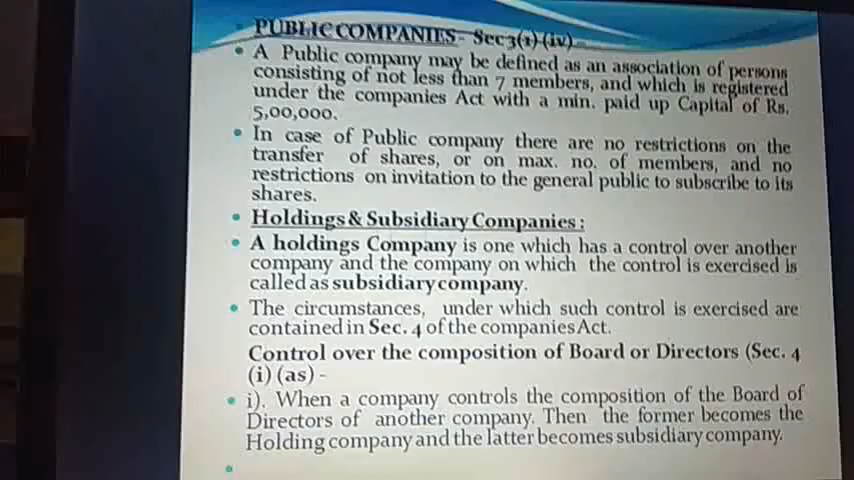 PUBLIC COMPANIES- Sec 3(1) (iv) -
A Public company may be defined as an association of persons
consisting of not less than 7 members, and which is registered
under the companies Act with a min. paid up Capital of Rs.
5,00,000.
In case of Public company there are no restrictions on the
transfer of shares, or on max. no. of members, and no
restrictions on invitation to the general public to subscribe to its
shares.
Holdings & Subsidiary Companies :
A holdings Company is one which has a control over another
company and the company on which the control is exercised is
called as subsidiary company.
The circumstances, under which such control is exercised are
contained in Sec. 4 of the companies Act.
Control over the composition of Board or Directors (Sec. 4
(i) (as) -
i). When a company controls the composition of the Board of
Directors of another company. Then the former becomes the
Holding company and the latter becomes subsidiary company.